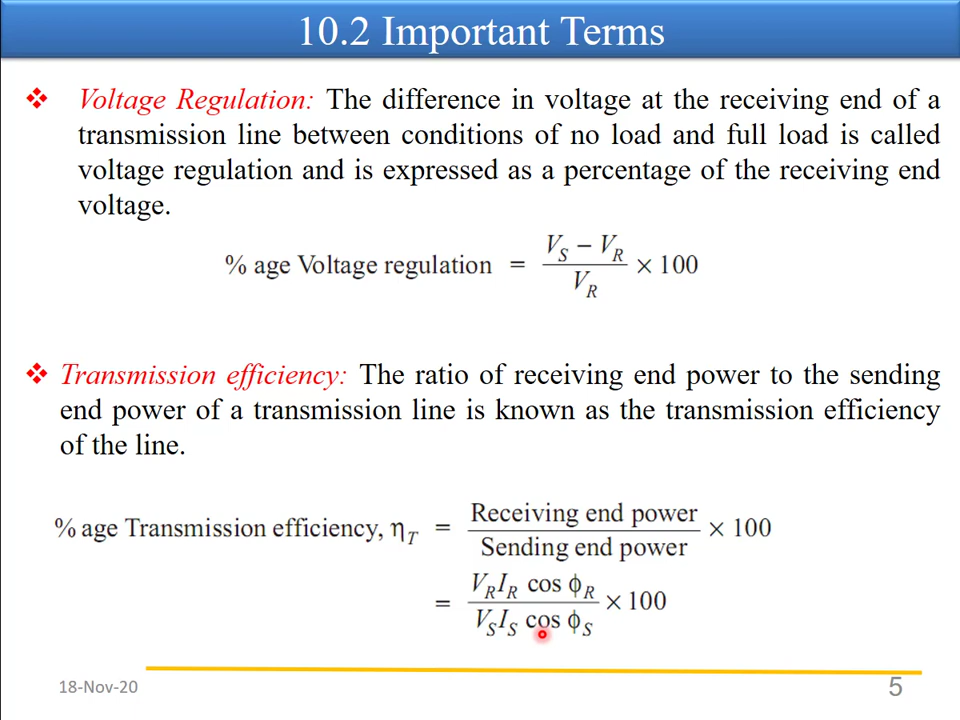 10.2 Important Terms
❖ Voltage Regulation: The difference in voltage at the receiving end of a
transmission line between conditions of no load and full load is called
voltage regulation and is expressed as a percentage of the receiving end
voltage.
% age Voltage regulation = \frac{V_S − V_R}{V_R} × 100
❖ Transmission efficiency: The ratio of receiving end power to the sending
end power of a transmission line is known as the transmission efficiency
of the line.
% age Transmission efficiency, η_T = \frac{Receiving end power}{Sending end power} × 100
= \frac{V_R I_R cos ϕ_R}{V_S I_S cos ϕ_S} × 100
18-Nov-20
5